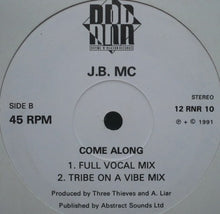 J.B. MC
SIDE B
45 RPM
STEREO
12 RNR 10
℗ + © 1991
COME ALONG
1. FULL VOCAL MIX
2. TRIBE ON A VIBE MIX
Produced by Three Thieves and A. Liar
Published by Abstract Sounds Ltd